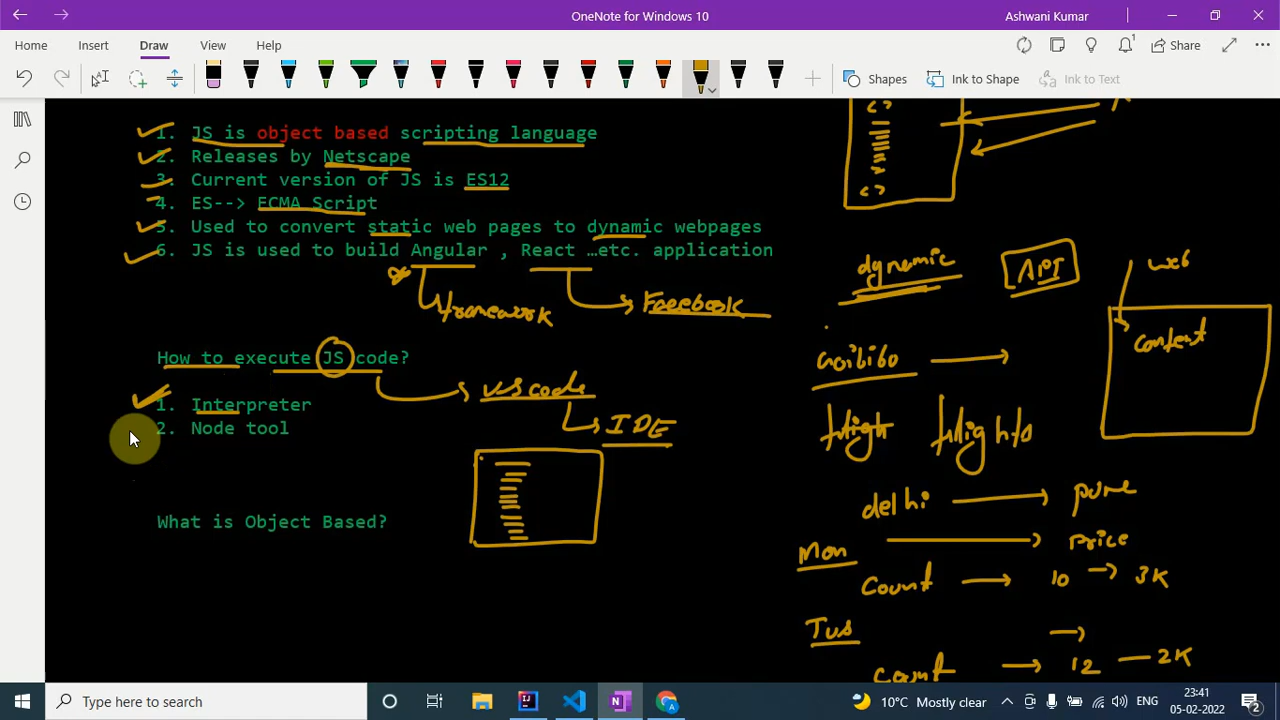 OneNote for Windows 10
Ashwani Kumar
Home Insert Draw View Help
Share
Shapes
Ink to Shape
Ink to Text
1. JS is object based scripting language
2. Releases by Netscape
3. Current version of JS is ES12
4. ES--> ECMA Script
5. Used to convert static web pages to dynamic webpages
6. JS is used to build Angular , React …etc. application
framework
Facebook
How to execute JS code?
vs code
IDE
1. Interpreter
2. Node tool
What is Object Based?
<>
<>
dynamic
API
web
content
goibibo
delhi
pune
price
Mon
count
10
3K
Tus
count
12
2K
Type here to search
10°C Mostly clear
ENG
23:41
05-02-2022
2